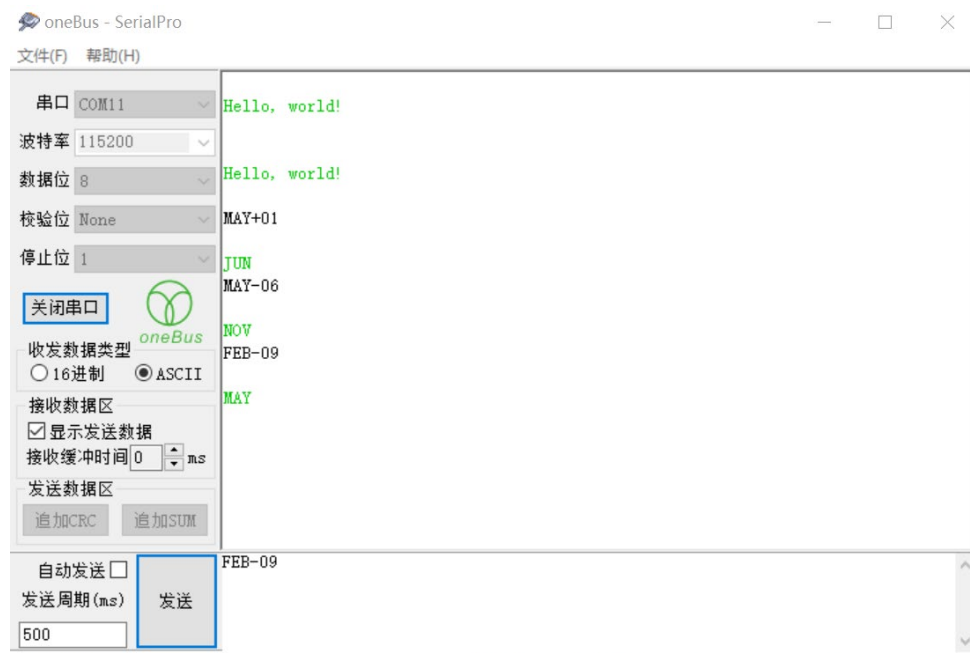 oneBus - SerialPro
文件(F) 帮助(H)
串口 COM11
波特率 115200
数据位 8
校验位 None
停止位 1
关闭串口
oneBus
收发数据类型
16进制 ASCII
接收数据区
显示发送数据
接收缓冲时间 0 ms
发送数据区
追加CRC 追加SUM
Hello, world!
Hello, world!
MAY+01
JUN
MAY-06
NOV
FEB-09
MAY
自动发送
发送周期(ms)
500
发送
FEB-09